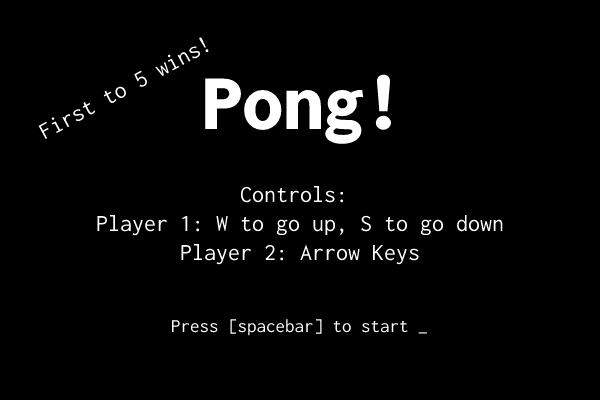 First to 5 wins!
Pong!
Controls:
Player 1: W to go up, S to go down
Player 2: Arrow Keys
Press [spacebar] to start _